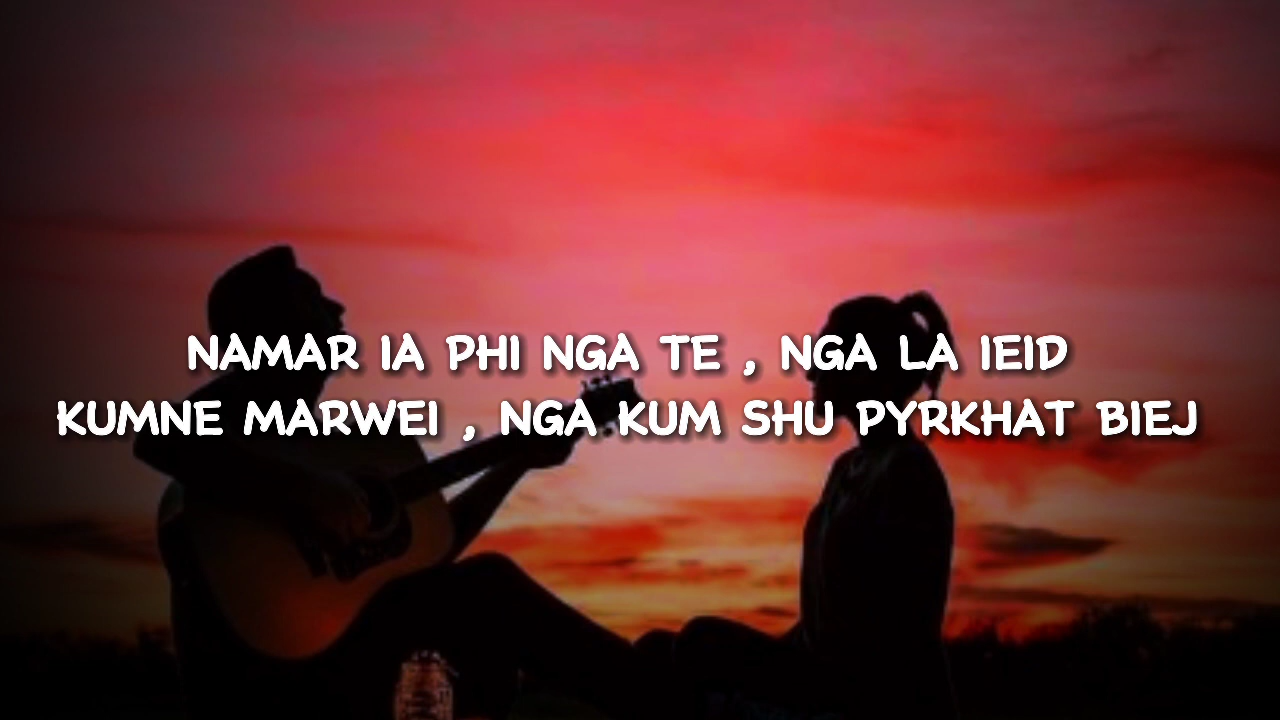 NAMAR IA PHI NGA TE , NGA LA IEID
KUMNE MARWEI , NGA KUM SHU PYRKHAT BIEJ